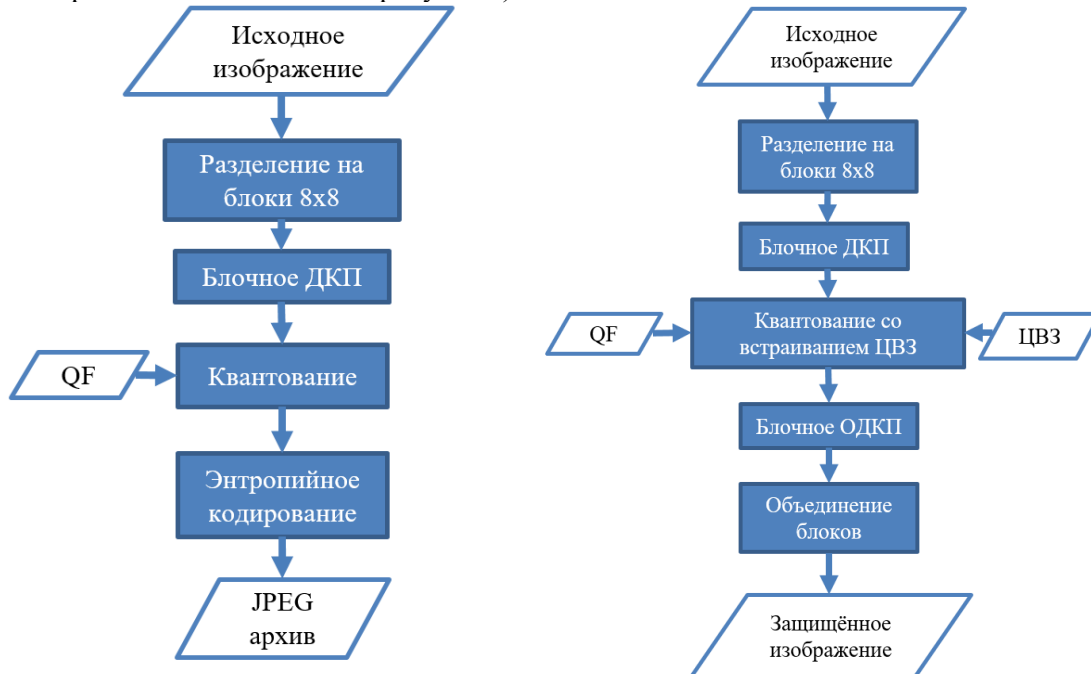 Исходное
изображение
Разделение на
блоки 8x8
Блочное ДКП
QF
Квантование
Энтропийное
кодирование
JPEG
архив
Исходное
изображение
Разделение на
блоки 8x8
Блочное ДКП
QF
Квантование со
встраиванием ЦВЗ
ЦВЗ
Блочное ОДКП
Объединение
блоков
Защищённое
изображение